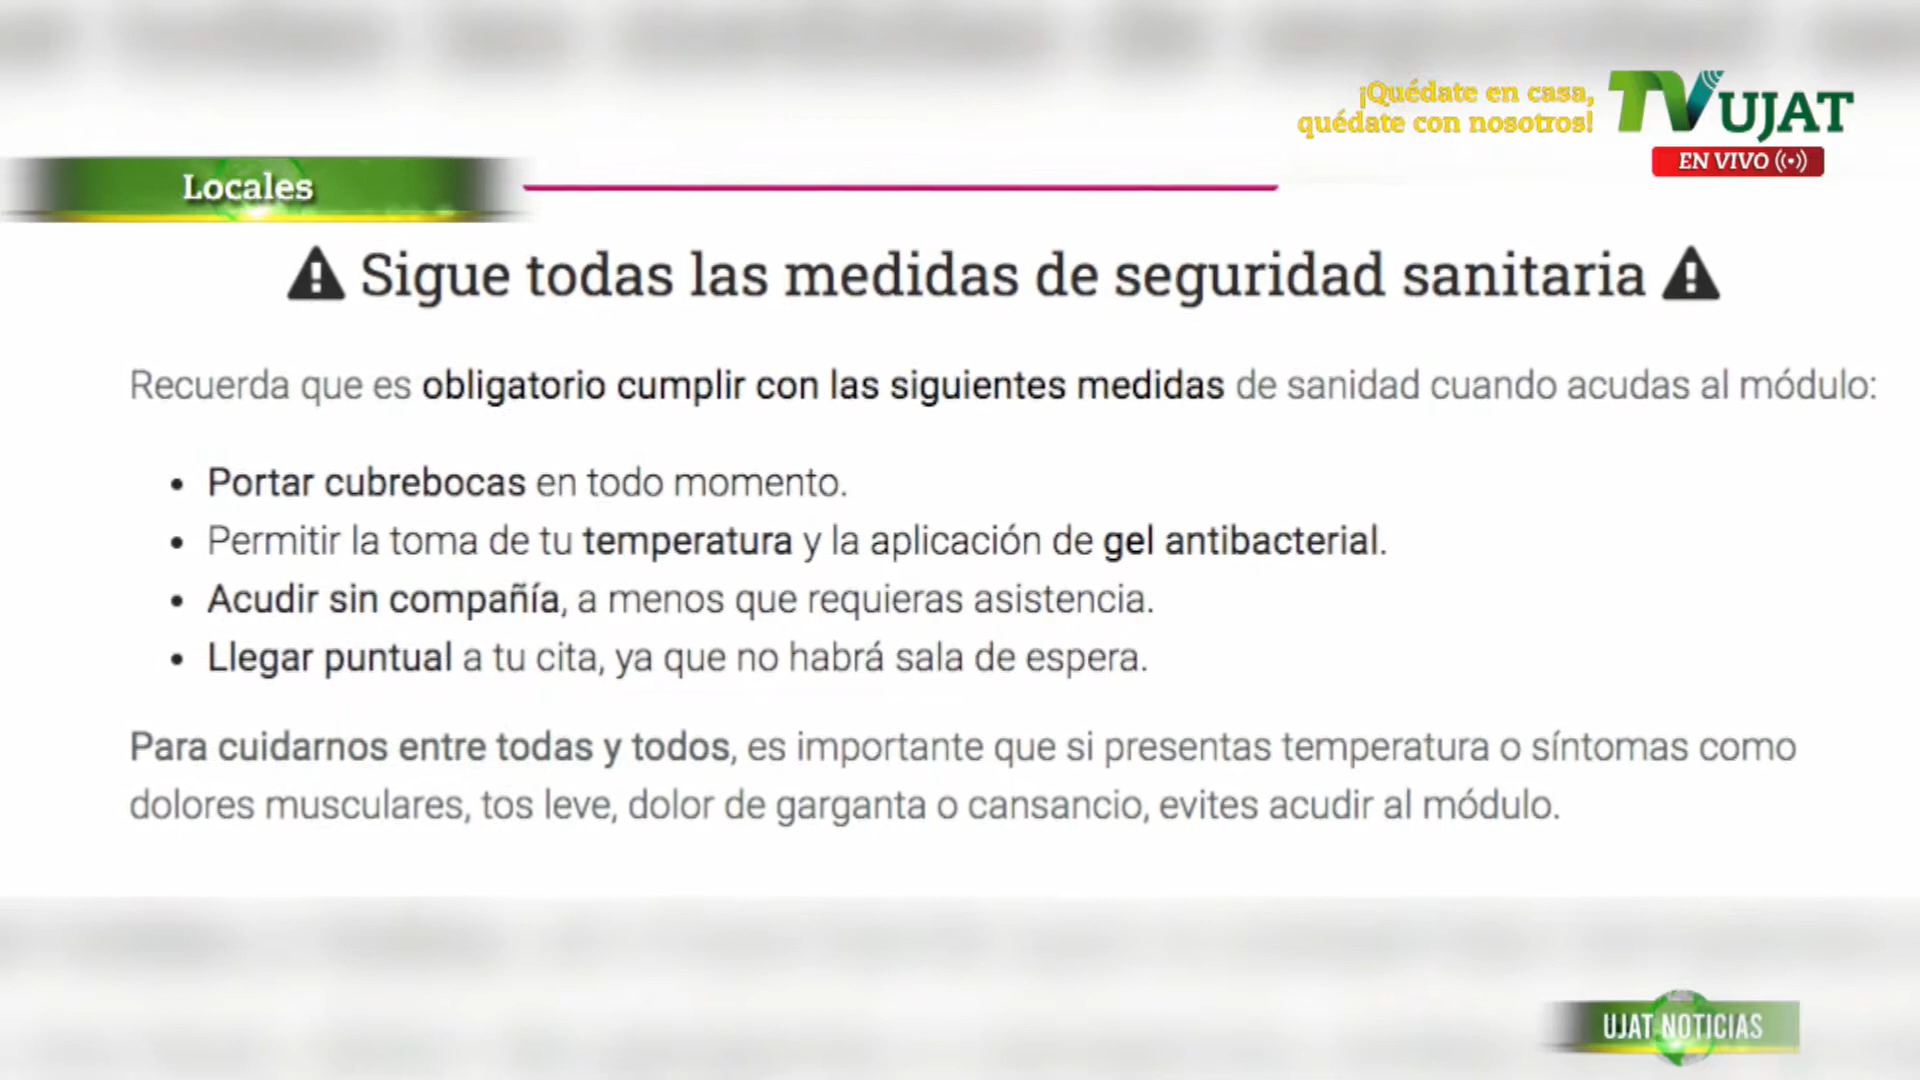 ¡Quédate en casa,
quédate con nosotros!
TV UJAT
EN VIVO
Locales
Sigue todas las medidas de seguridad sanitaria
Recuerda que es obligatorio cumplir con las siguientes medidas de sanidad cuando acudas al módulo:
• Portar cubrebocas en todo momento.
• Permitir la toma de tu temperatura y la aplicación de gel antibacterial.
• Acudir sin compañía, a menos que requieras asistencia.
• Llegar puntual a tu cita, ya que no habrá sala de espera.
Para cuidarnos entre todas y todos, es importante que si presentas temperatura o síntomas como
dolores musculares, tos leve, dolor de garganta o cansancio, evites acudir al módulo.
UJAT NOTICIAS